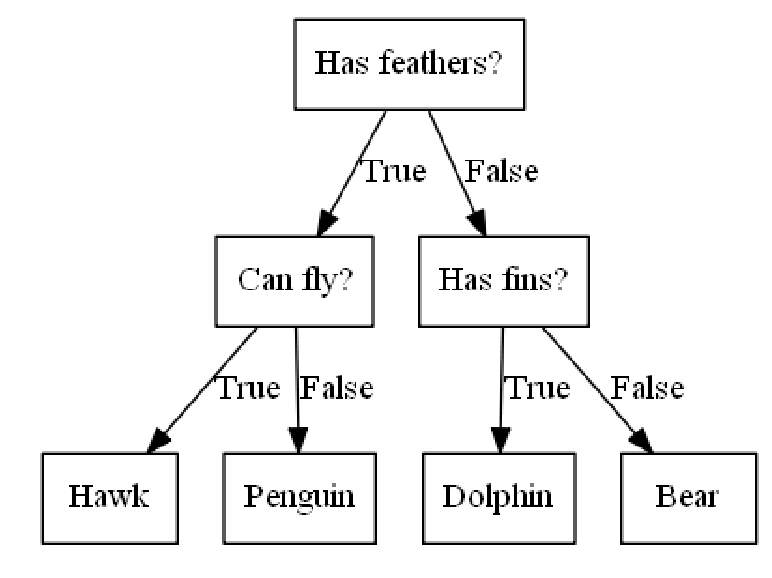 Has feathers?
True
False
Can fly?
Has fins?
True
False
True
False
Hawk
Penguin
Dolphin
Bear